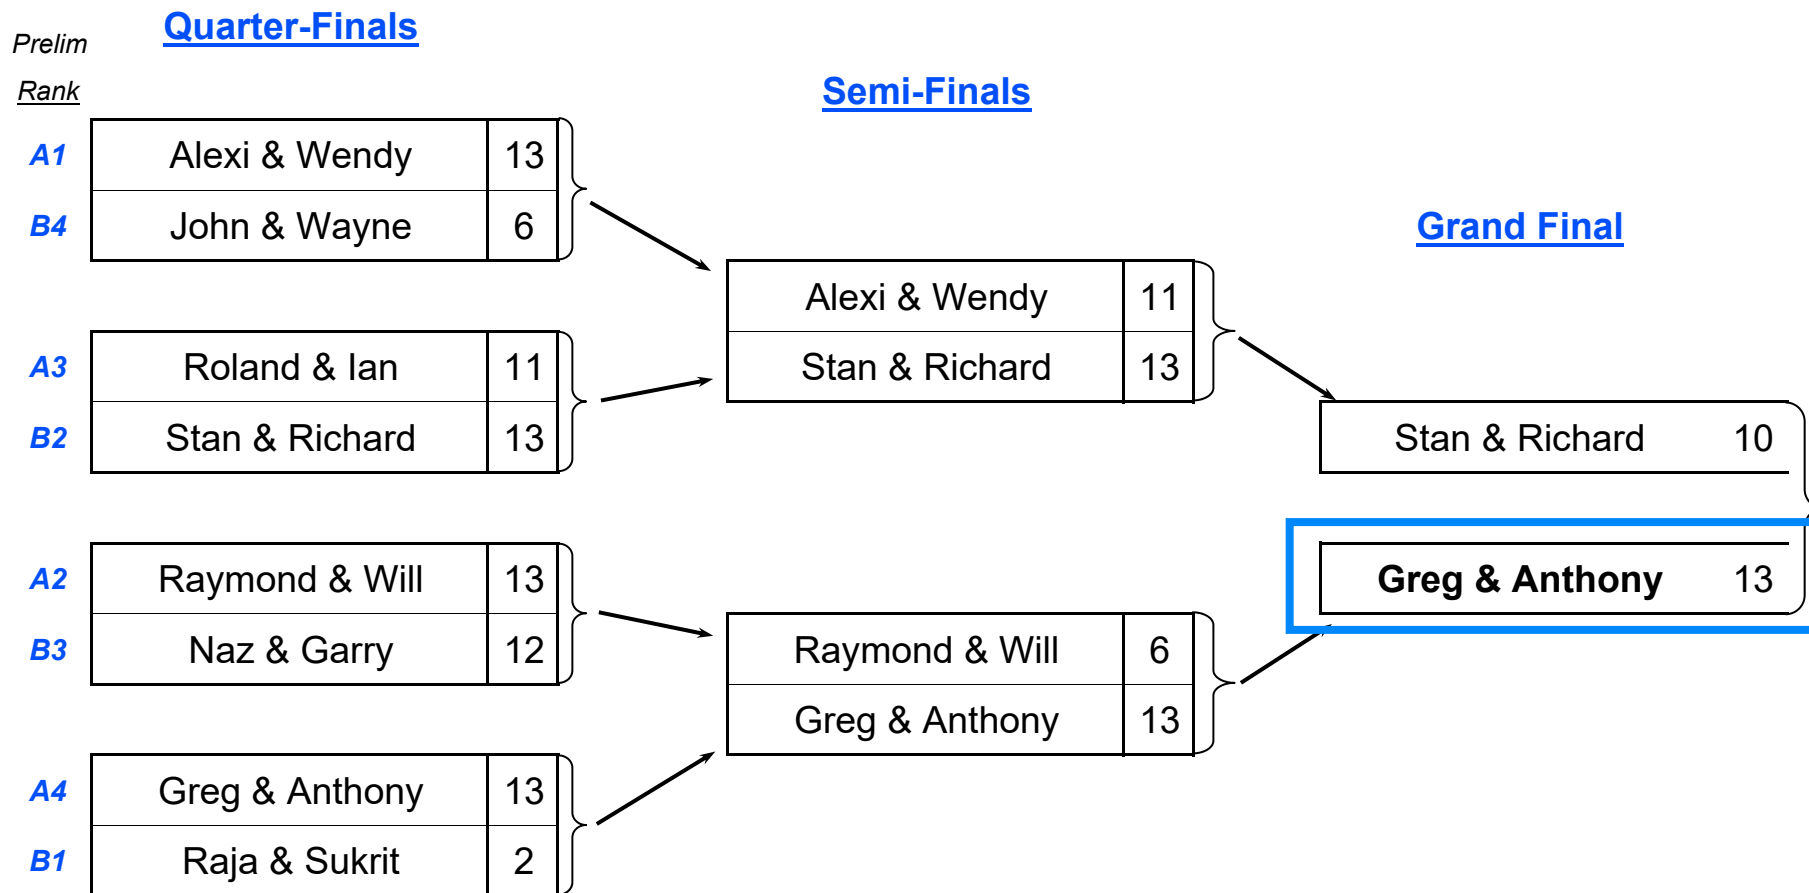 Quarter-Finals
Prelim
Rank
Semi-Finals
A1 Alexi & Wendy 13
B4 John & Wayne 6
Grand Final
Alexi & Wendy 11
A3 Roland & Ian 11
Stan & Richard 13
B2 Stan & Richard 13
Stan & Richard 10
A2 Raymond & Will 13
Greg & Anthony 13
B3 Naz & Garry 12
Raymond & Will 6
Greg & Anthony 13
A4 Greg & Anthony 13
B1 Raja & Sukrit 2